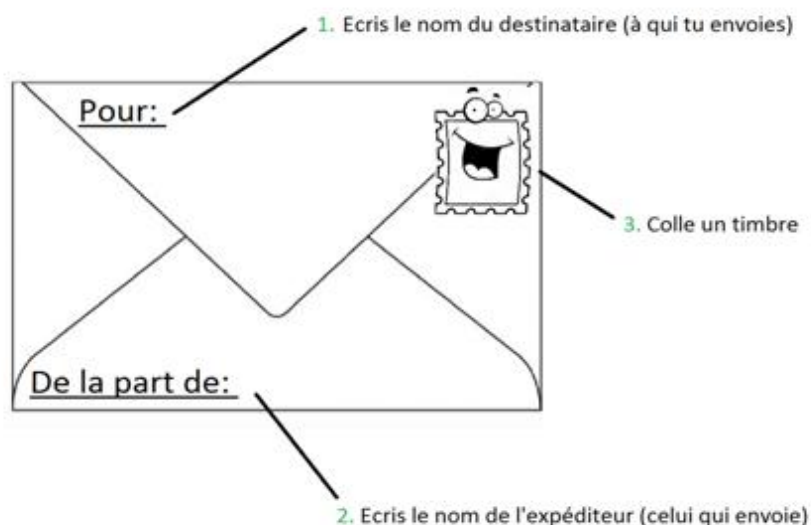 1. Ecris le nom du destinataire (à qui tu envoies)
Pour:
3. Colle un timbre
De la part de:
2. Ecris le nom de l'expéditeur (celui qui envoie)